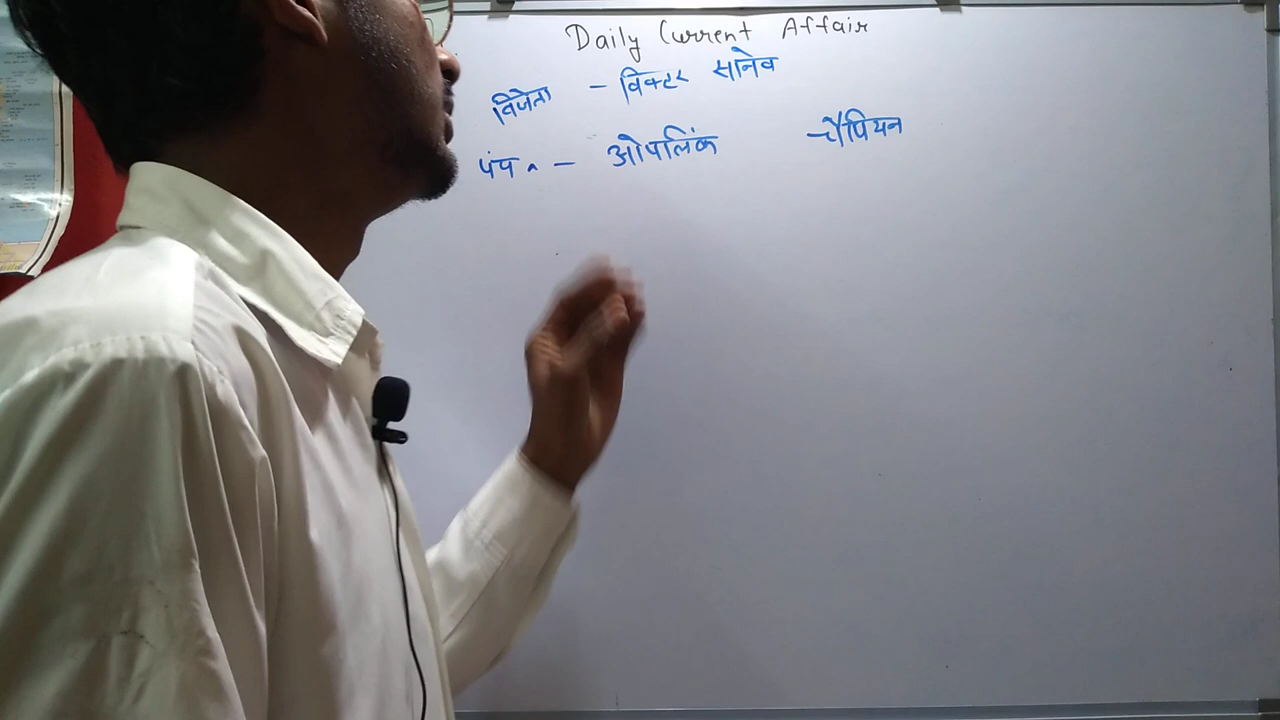 Daily Current Affair
विजेता - विक्टर सानेव
पंप ^ - ओपलिंक चैपियन